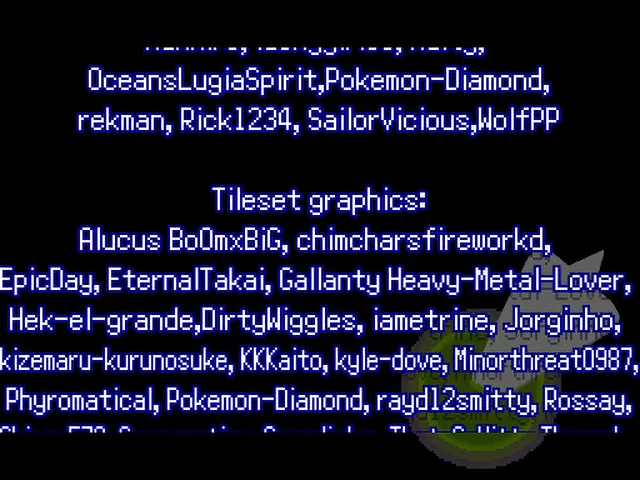 OceansLugiaSpirit,Pokemon-Diamond,
rekman, Rick1234, SailorVicious,WolfPP
Tileset graphics:
Alucus BoOmxBiG, chimcharsfireworkd,
EpicDay, EternalTakai, Gallanty Heavy-Metal-Lover,
Hek-el-grande,DirtyWiggles, iametrine, Jorginho,
kizemaru-kurunosuke, KKKaito, kyle-dove, Minorthreat0987,
Phyromatical, Pokemon-Diamond, rayd12smitty, Rossay,